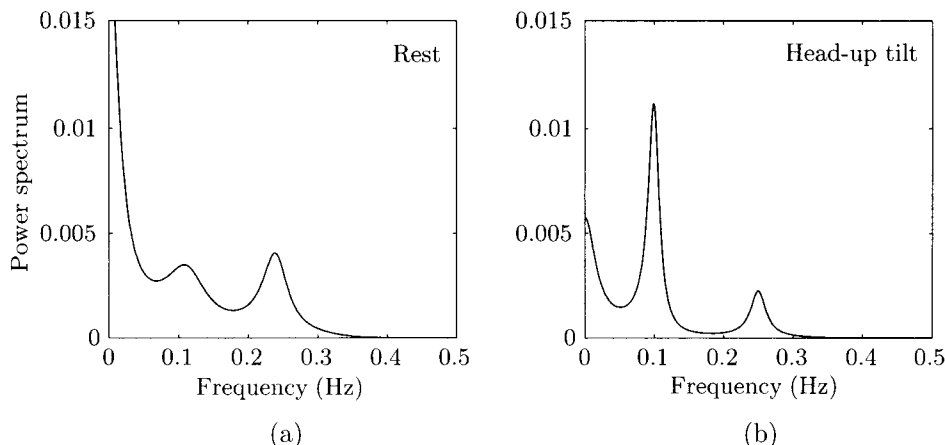 0.015
Rest
0.01
0.005
0
Power spectrum
0 0.1 0.2 0.3 0.4 0.5
Frequency (Hz)
(a)
0.015
Head-up tilt
0.01
0.005
0
0 0.1 0.2 0.3 0.4 0.5
Frequency (Hz)
(b)